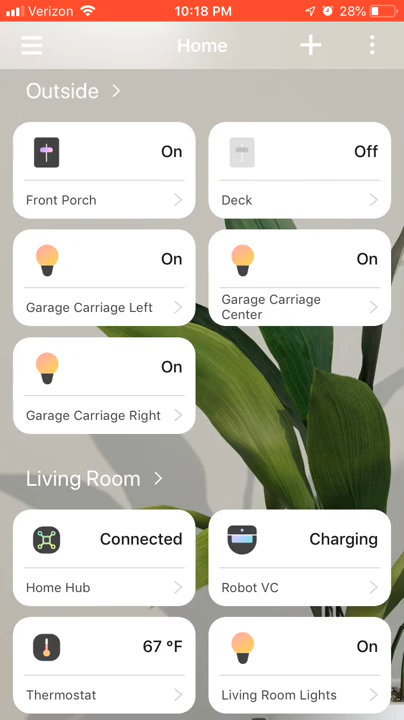 Verizon 10:18 PM 28%
Home
Outside
On
Front Porch
Off
Deck
On
Garage Carriage Left
On
Garage Carriage
Center
On
Garage Carriage Right
Living Room
Connected
Home Hub
Charging
Robot VC
67 °F
Thermostat
On
Living Room Lights